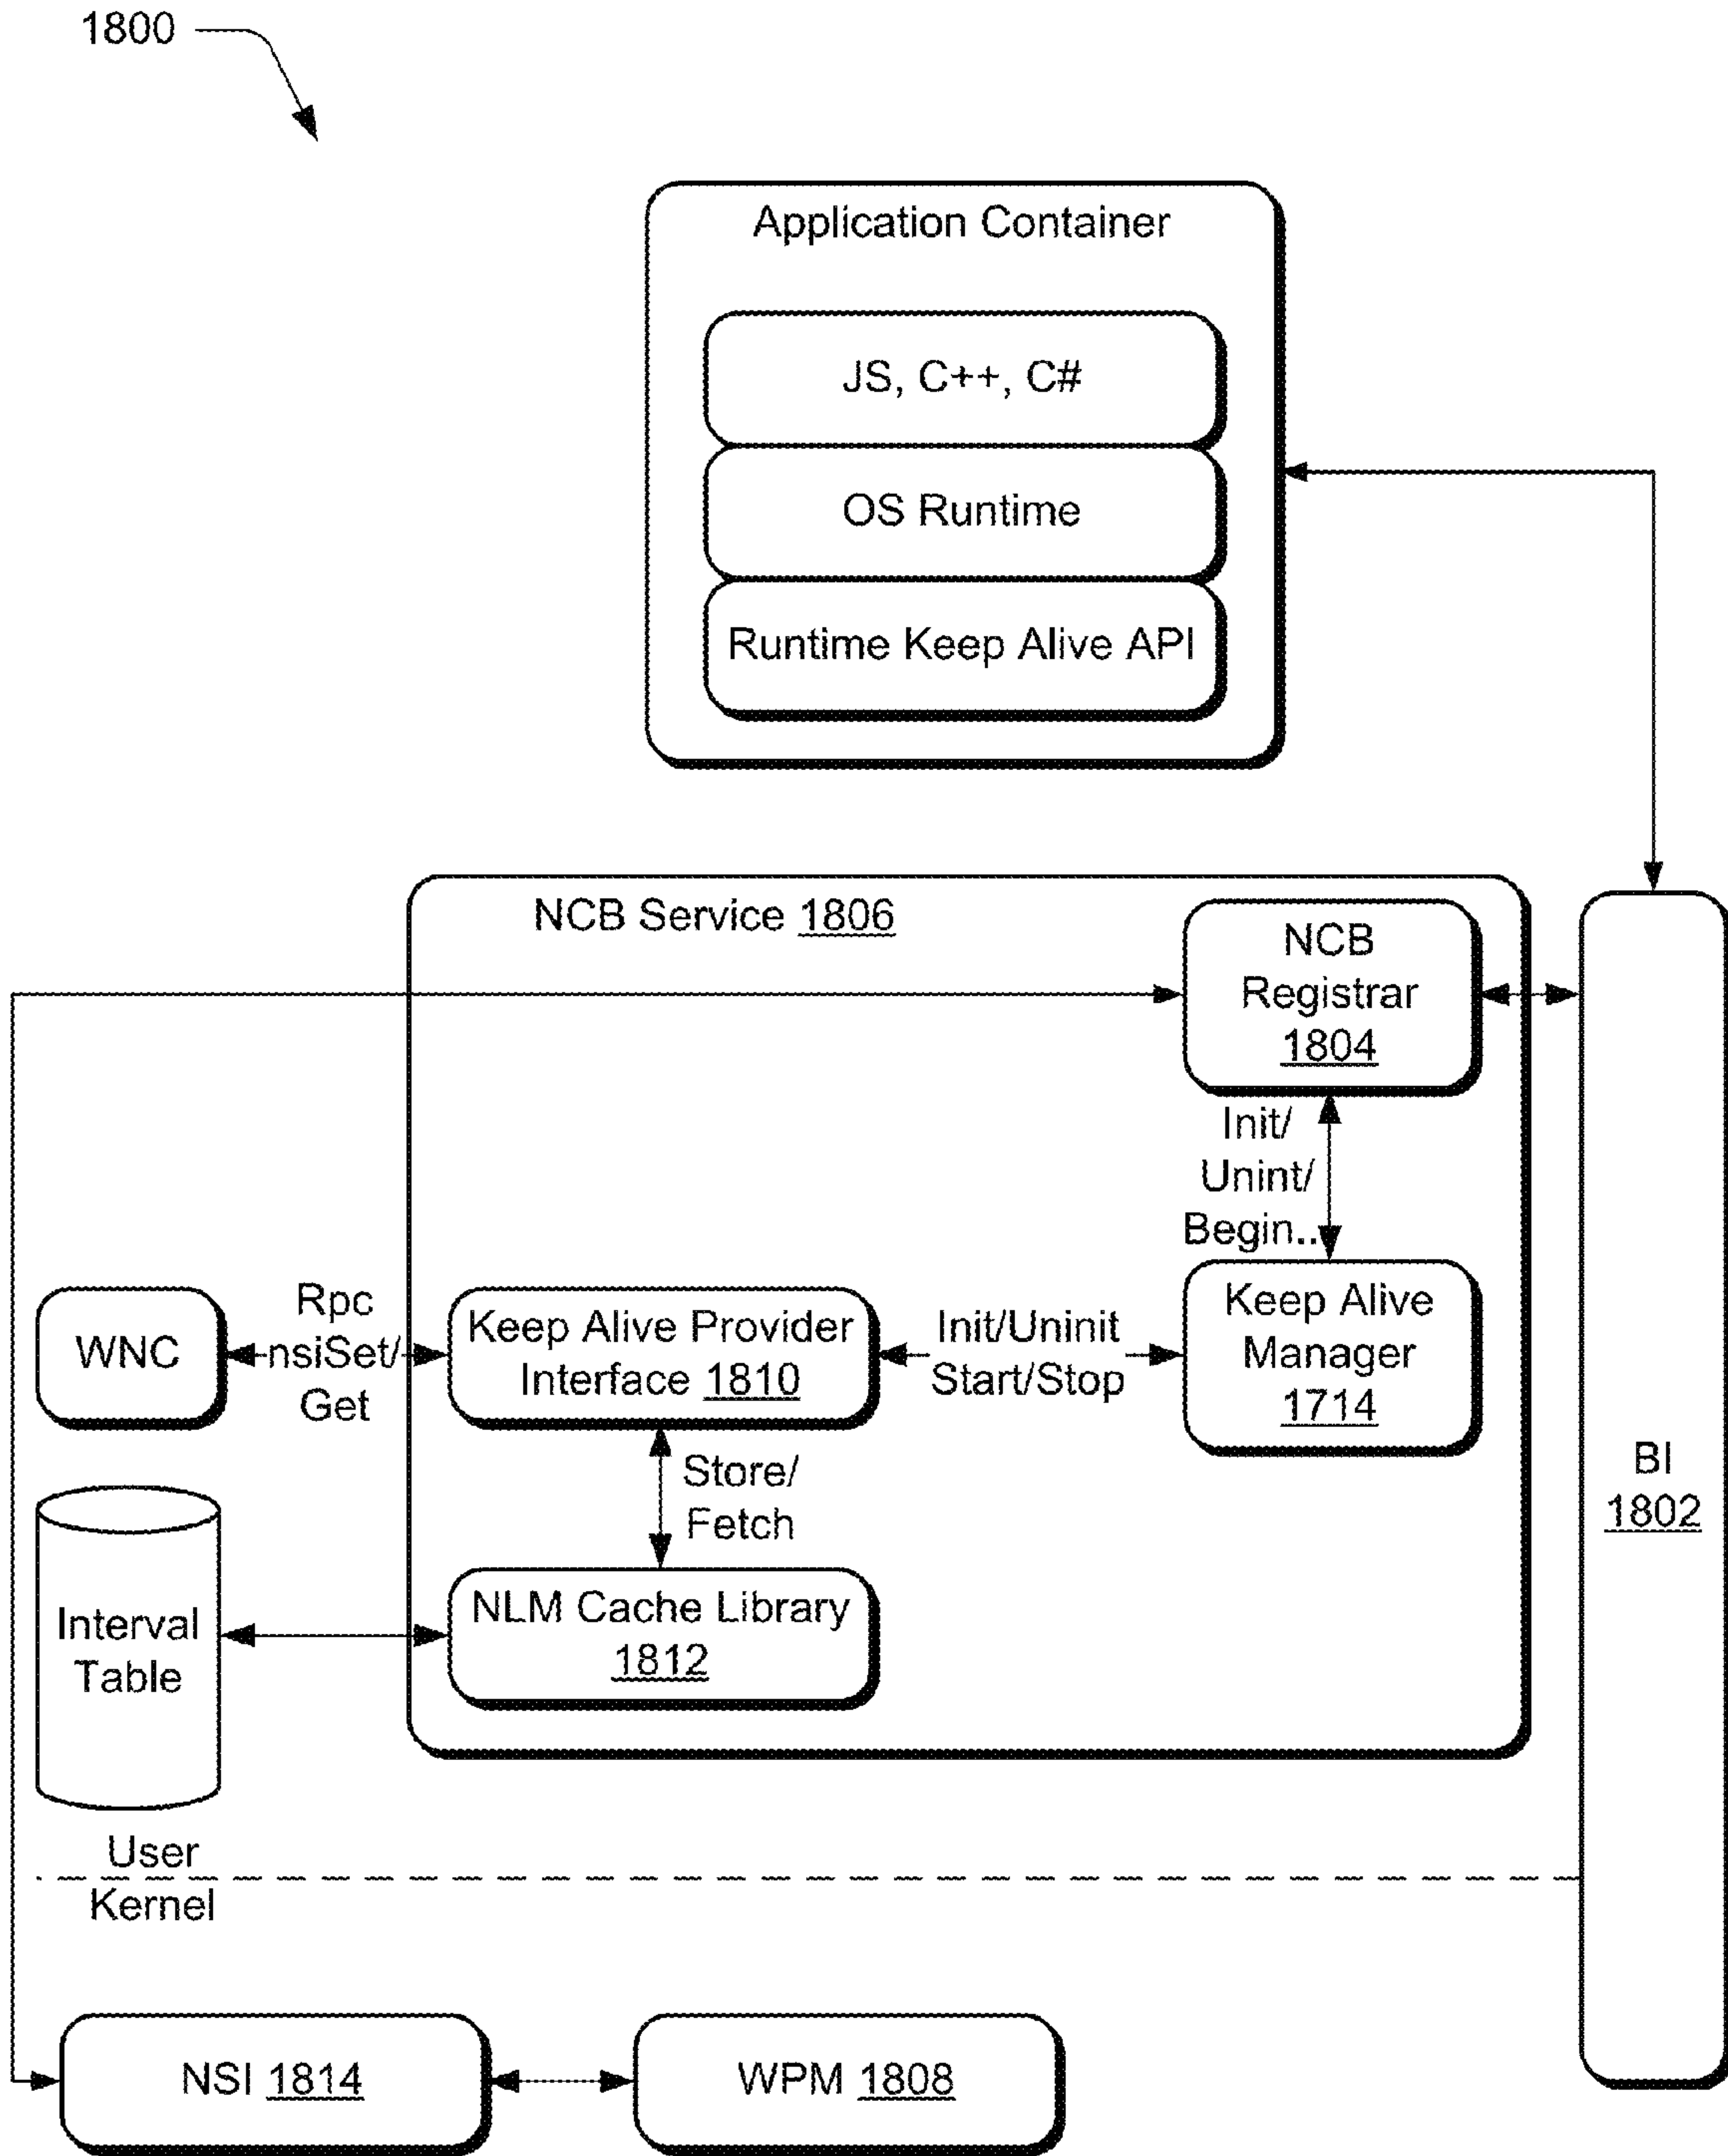 1800
Application Container
JS, C++, C#
OS Runtime
Runtime Keep Alive API
NCB Service 1806
NCB
Registrar
1804
Init/
Unint/
Begin..
WNC
Rpc
nsiSet/
Get
Keep Alive Provider
Interface 1810
Init/Uninit
Start/Stop
Keep Alive
Manager
1714
BI
1802
Store/
Fetch
Interval
Table
NLM Cache Library
1812
User
Kernel
NSI 1814
WPM 1808